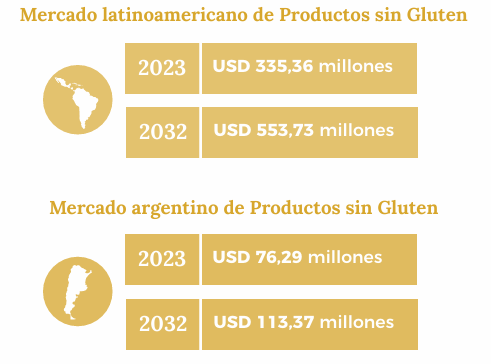 Mercado latinoamericano de Productos sin Gluten
2023 USD 335,36 millones
2032 USD 553,73 millones
Mercado argentino de Productos sin Gluten
2023 USD 76,29 millones
2032 USD 113,37 millones